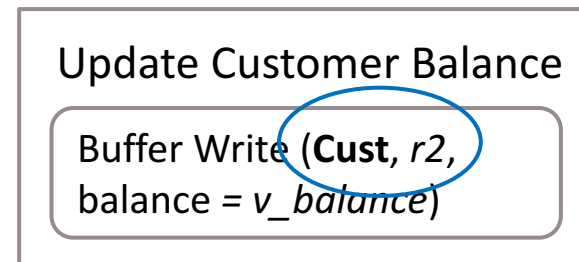 Update Customer Balance
Buffer Write (Cust, r2,
balance = v_balance)